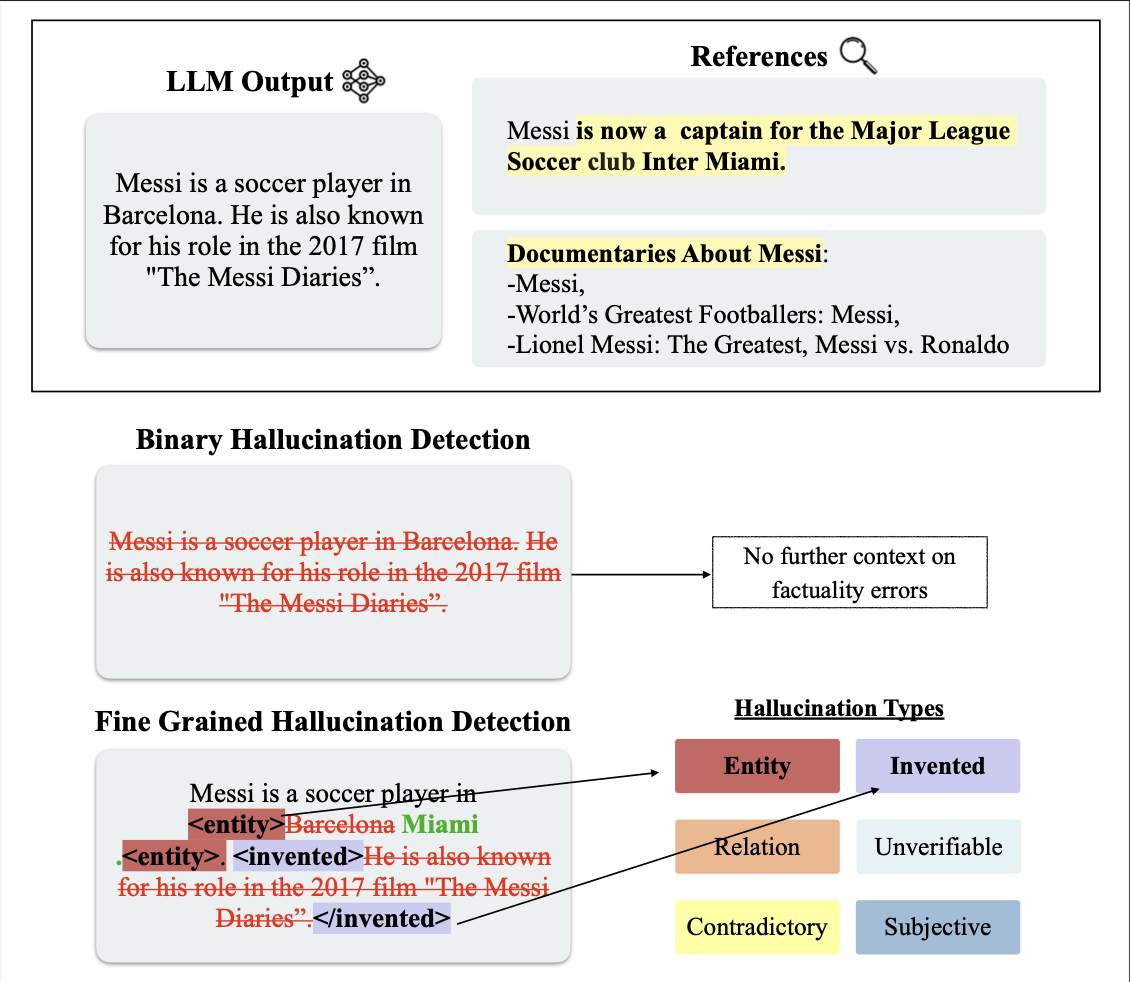 LLM Output
Messi is a soccer player in
Barcelona. He is also known
for his role in the 2017 film
"The Messi Diaries”.
References
Messi is now a captain for the Major League
Soccer club Inter Miami.
Documentaries About Messi:
-Messi,
-World’s Greatest Footballers: Messi,
-Lionel Messi: The Greatest, Messi vs. Ronaldo
Binary Hallucination Detection
Messi is a soccer player in Barcelona. He
is also known for his role in the 2017 film
"The Messi Diaries”.
No further context on
factuality errors
Fine Grained Hallucination Detection
Messi is a soccer player in
<entity>Barcelona Miami
.<entity>. <invented>He is also known
for his role in the 2017 film "The Messi
Diaries”.</invented>
Hallucination Types
Entity
Invented
Relation
Unverifiable
Contradictory
Subjective